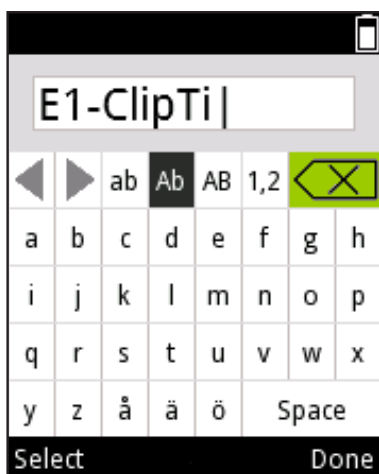 E1-ClipTi
ab Ab AB 1,2
a b c d e f g h
i j k l m n o p
q r s t u v w x
y z å ä ö Space
Select Done